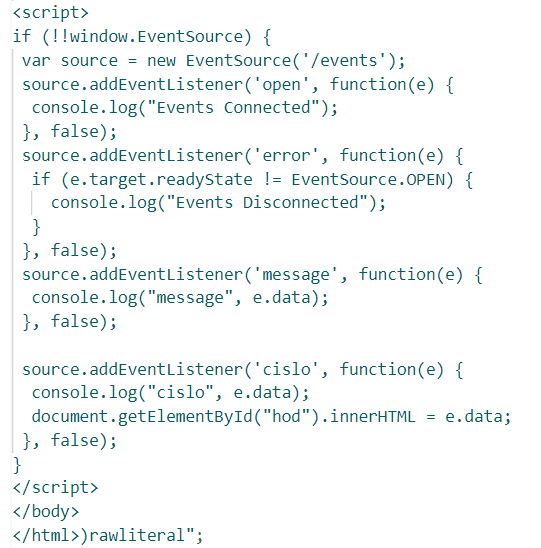 <script>
if (!!window.EventSource) {
 var source = new EventSource('/events');
 source.addEventListener('open', function(e) {
  console.log("Events Connected");
 }, false);
 source.addEventListener('error', function(e) {
  if (e.target.readyState != EventSource.OPEN) {
    console.log("Events Disconnected");
  }
 }, false);
 source.addEventListener('message', function(e) {
  console.log("message", e.data);
 }, false);

 source.addEventListener('cislo', function(e) {
  console.log("cislo", e.data);
  document.getElementById("hod").innerHTML = e.data;
 }, false);
}
</script>
</body>
</html>)rawliteral";